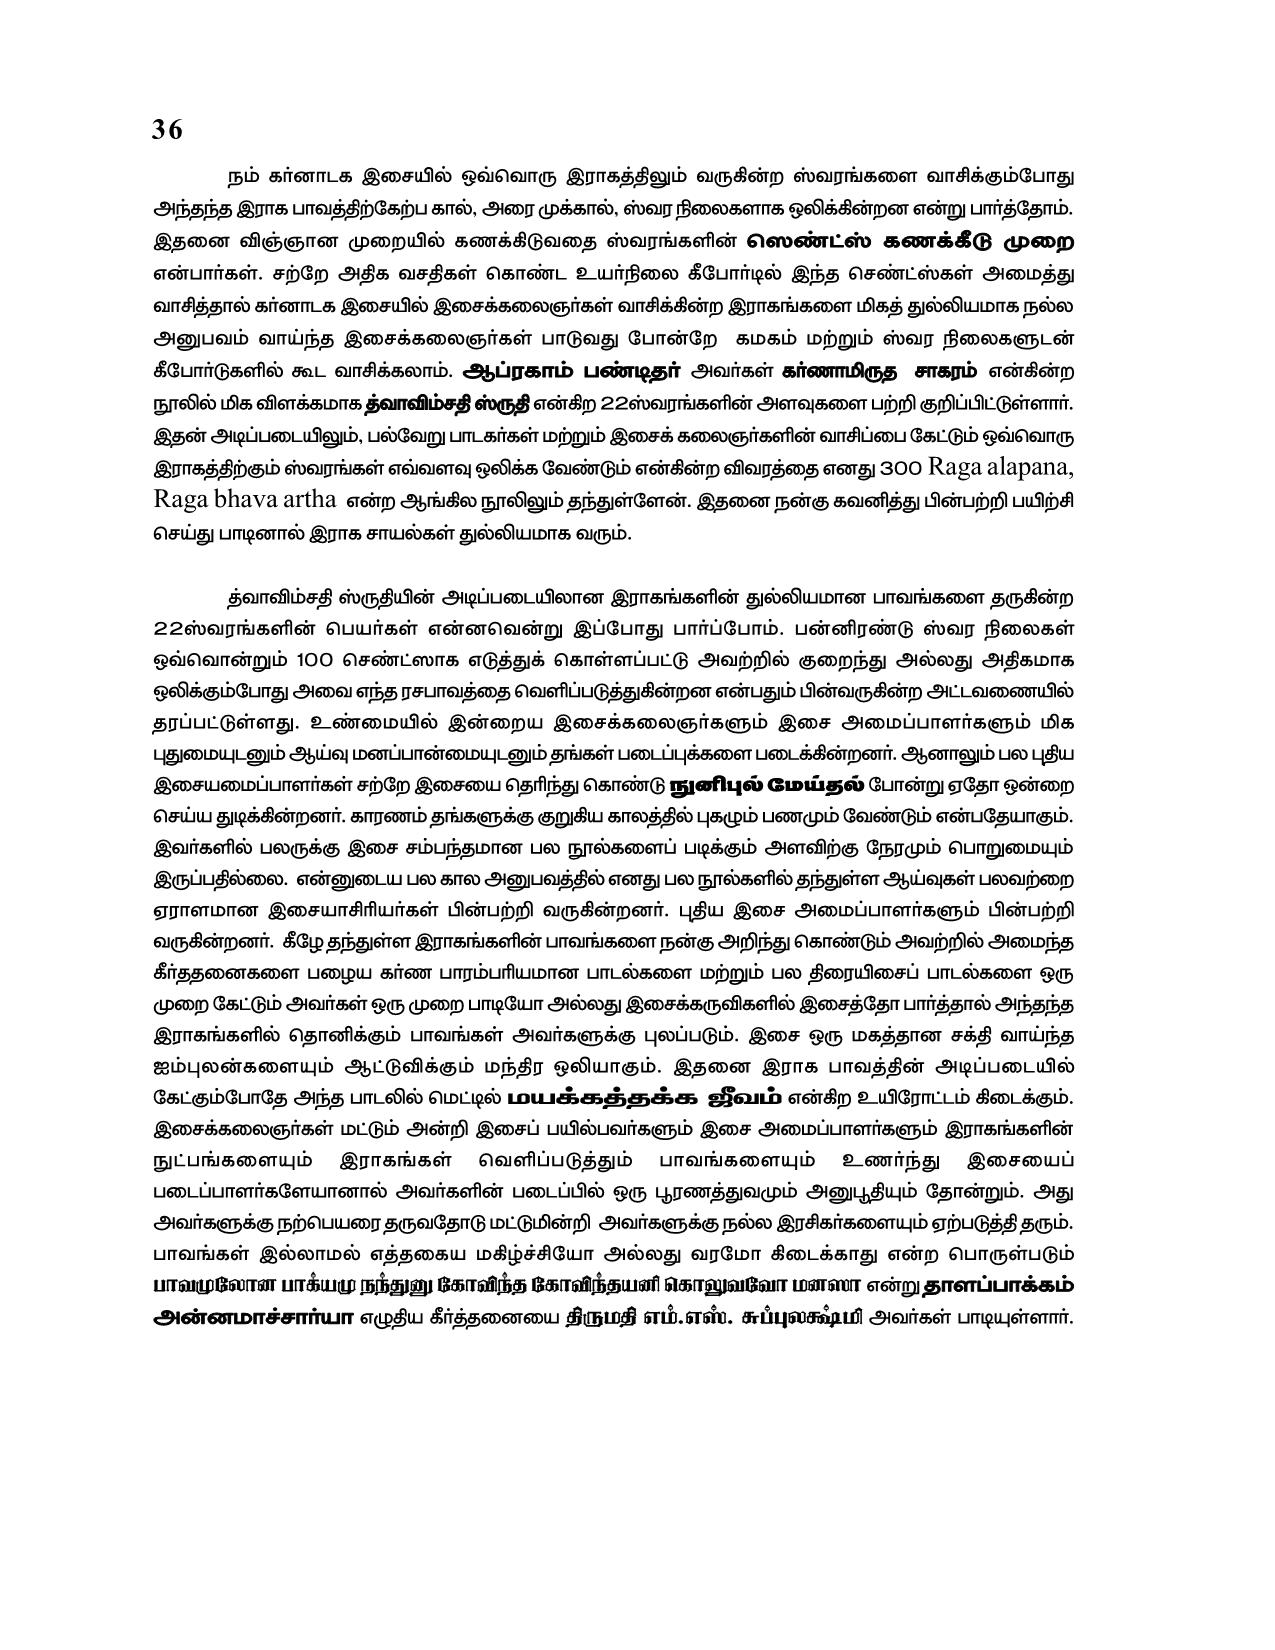 36
நம் கர்னாடக இசையில் ஒவ்வொரு இராகத்திலும் வருகின்ற ஸ்வரங்களை வாசிக்கும்போது
அந்தந்த இராக பாவத்திற்கேற்ப கால், அரை முக்கால், ஸ்வர நிலைகளாக ஒலிக்கின்றன என்று பார்த்தோம்.
இதனை விஞ்ஞான முறையில் கணக்கிடுவதை ஸ்வரங்களின் ஸெண்ட்ஸ் கணக்கீடு முறை
என்பார்கள். சற்றே அதிக வசதிகள் கொண்ட உயர்நிலை கீபோர்டில் இந்த செண்ட்ஸ்கள் அமைத்து
வாசித்தால் கர்னாடக இசையில் இசைக்கலைஞர்கள் வாசிக்கின்ற இராகங்களை மிகத் துல்லியமாக நல்ல
அனுபவம் வாய்ந்த இசைக்கலைஞர்கள் பாடுவது போன்றே கமகம் மற்றும் ஸ்வர நிலைகளுடன்
கீபோர்டுகளில் கூட வாசிக்கலாம். ஆப்ரகாம் பண்டிதர் அவர்கள் கர்ணாமிருத சாகரம் என்கின்ற
நூலில் மிக விளக்கமாக த்வாவிம்சதி ஸ்ருதி என்கிற 22ஸ்வரங்களின் அளவுகளை பற்றி குறிப்பிட்டுள்ளார்.
இதன் அடிப்படையிலும், பல்வேறு பாடகர்கள் மற்றும் இசைக் கலைஞர்களின் வாசிப்பை கேட்டும் ஒவ்வொரு
இராகத்திற்கும் ஸ்வரங்கள் எவ்வளவு ஒலிக்க வேண்டும் என்கின்ற விவரத்தை எனது 300 Raga alapana,
Raga bhava artha என்ற ஆங்கில நூலிலும் தந்துள்ளேன். இதனை நன்கு கவனித்து பின்பற்றி பயிற்சி
செய்து பாடினால் இராக சாயல்கள் துல்லியமாக வரும்.
த்வாவிம்சதி ஸ்ருதியின் அடிப்படையிலான இராகங்களின் துல்லியமான பாவங்களை தருகின்ற
22ஸ்வரங்களின் பெயர்கள் என்னவென்று இப்போது பார்ப்போம். பன்னிரண்டு ஸ்வர நிலைகள்
ஒவ்வொன்றும் 100 செண்ட்ஸாக எடுத்துக் கொள்ளப்பட்டு அவற்றில் குறைந்து அல்லது அதிகமாக
ஒலிக்கும்போது அவை எந்த ரசபாவத்தை வெளிப்படுத்துகின்றன என்பதும் பின்வருகின்ற அட்டவணையில்
தரப்பட்டுள்ளது. உண்மையில் இன்றைய இசைக்கலைஞர்களும் இசை அமைப்பாளர்களும் மிக
புதுமையுடனும் ஆய்வு மனப்பான்மையுடனும் தங்கள் படைப்புக்களை படைக்கின்றனர். ஆனாலும் பல புதிய
இசையமைப்பாளர்கள் சற்றே இசையை தெரிந்து கொண்டு நுனிபுல் மேய்தல் போன்று ஏதோ ஒன்றை
செய்ய துடிக்கின்றனர். காரணம் தங்களுக்கு குறுகிய காலத்தில் புகழும் பணமும் வேண்டும் என்பதேயாகும்.
இவர்களில் பலருக்கு இசை சம்பந்தமான பல நூல்களைப் படிக்கும் அளவிற்கு நேரமும் பொறுமையும்
இருப்பதில்லை. என்னுடைய பல கால அனுபவத்தில் எனது பல நூல்களில் தந்துள்ள ஆய்வுகள் பலவற்றை
ஏராளமான இசையாசிரியர்கள் பின்பற்றி வருகின்றனர். புதிய இசை அமைப்பாளர்களும் பின்பற்றி
வருகின்றனர். கீழே தந்துள்ள இராகங்களின் பாவங்களை நன்கு அறிந்து கொண்டும் அவற்றில் அமைந்த
கீர்ததனைகளை பழைய கர்ண பாரம்பரியமான பாடல்களை மற்றும் பல திரையிசைப் பாடல்களை ஒரு
முறை கேட்டும் அவர்கள் ஒரு முறை பாடியோ அல்லது இசைக்கருவிகளில் இசைத்தோ பார்த்தால் அந்தந்த
இராகங்களில் தொனிக்கும் பாவங்கள் அவர்களுக்கு புலப்படும். இசை ஒரு மகத்தான சக்தி வாய்ந்த
ஐம்புலன்களையும் ஆட்டுவிக்கும் மந்திர ஒலியாகும். இதனை இராக பாவத்தின் அடிப்படையில்
கேட்கும்போதே அந்த பாடலில் மெட்டில் மயக்கத்தக்க ஜீவம் என்கிற உயிரோட்டம் கிடைக்கும்.
இசைக்கலைஞர்கள் மட்டும் அன்றி இசைப் பயில்பவர்களும் இசை அமைப்பாளர்களும் இராகங்களின்
நுட்பங்களையும் இராகங்கள் வெளிப்படுத்தும் பாவங்களையும் உணர்ந்து இசையைப்
படைப்பாளர்களேயானால் அவர்களின் படைப்பில் ஒரு பூரணத்துவமும் அனுபூதியும் தோன்றும். அது
அவர்களுக்கு நற்பெயரை தருவதோடு மட்டுமின்றி அவர்களுக்கு நல்ல இரசிகர்களையும் ஏற்படுத்தி தரும்.
பாவங்கள் இல்லாமல் எத்தகைய மகிழ்ச்சியோ அல்லது வரமோ கிடைக்காது என்ற பொருள்படும்
பாவமுலோன பாக்யமு நந்துனு கோவிந்த கோவிந்தயனி கொலுவவோ மனஸா என்று தாளப்பாக்கம்
அன்னமாச்சார்யா எழுதிய கீர்த்தனையை திருமதி எம்.எஸ். சுப்புலக்ஷ்மி அவர்கள் பாடியுள்ளார்.